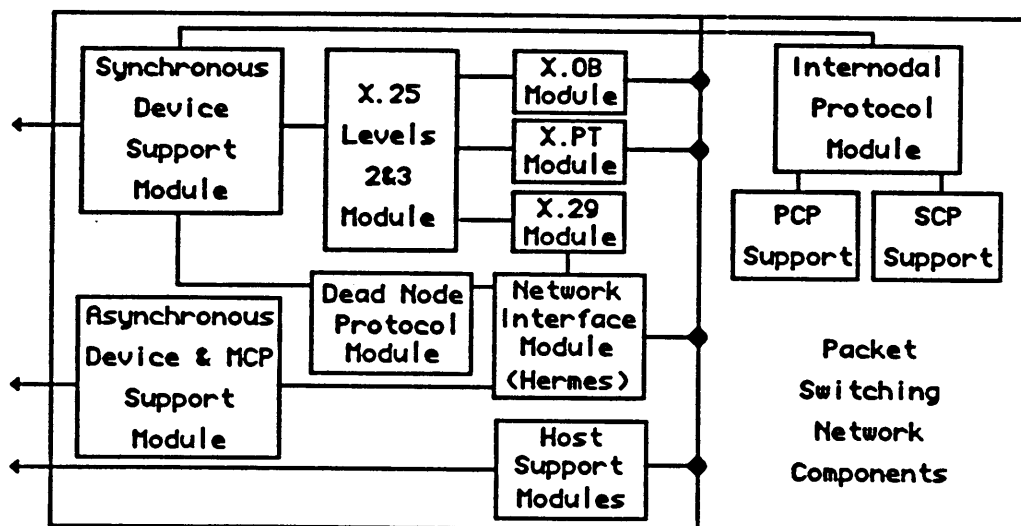 Synchronous
Device
Support
Module
X.25
Levels
2&3
Module
X.OB
Module
X.PT
Module
X.29
Module
Internodal
Protocol
Module
PCP
Support
SCP
Support
Dead Node
Protocol
Module
Network
Interface
Module
(Hermes)
Asynchronous
Device & MCP
Support
Module
Host
Support
Modules
Packet
Switching
Network
Components